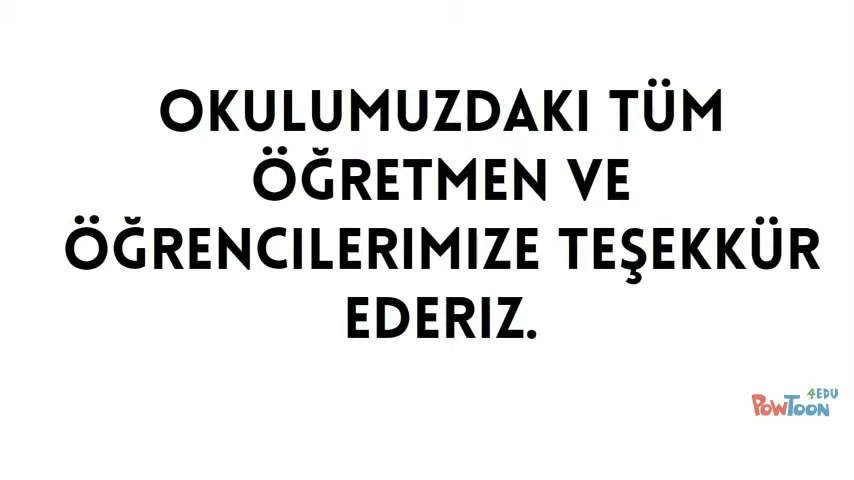 OKULUMUZDAKI TÜM
ÖĞRETMEN VE
ÖĞRENCILERIMIZE TEŞEKKÜR
EDERIZ.
4EDU
POWTOON